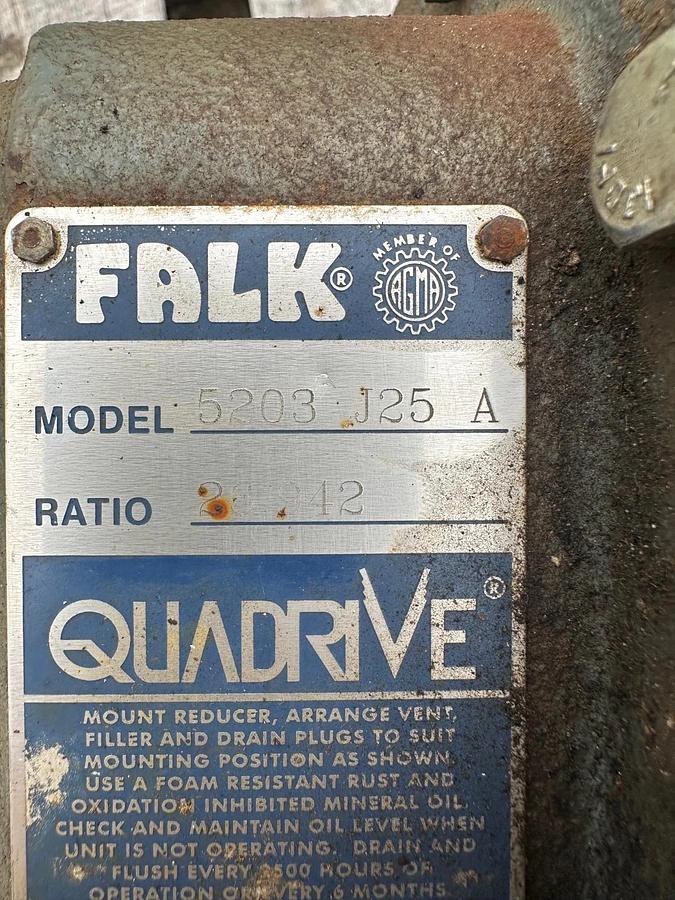 FALK®
MEMBER OF
AGMA
MODEL 5203 J25 A
RATIO
QUADRIVE®
MOUNT REDUCER, ARRANGE VENT,
FILLER AND DRAIN PLUGS TO SUIT
MOUNTING POSITION AS SHOWN.
USE A FOAM RESISTANT RUST AND
OXIDATION INHIBITED MINERAL OIL.
CHECK AND MAINTAIN OIL LEVEL WHEN
UNIT IS NOT OPERATING. DRAIN AND
FLUSH EVERY HOURS OF
OPERATION OR EVERY 6 MONTHS.